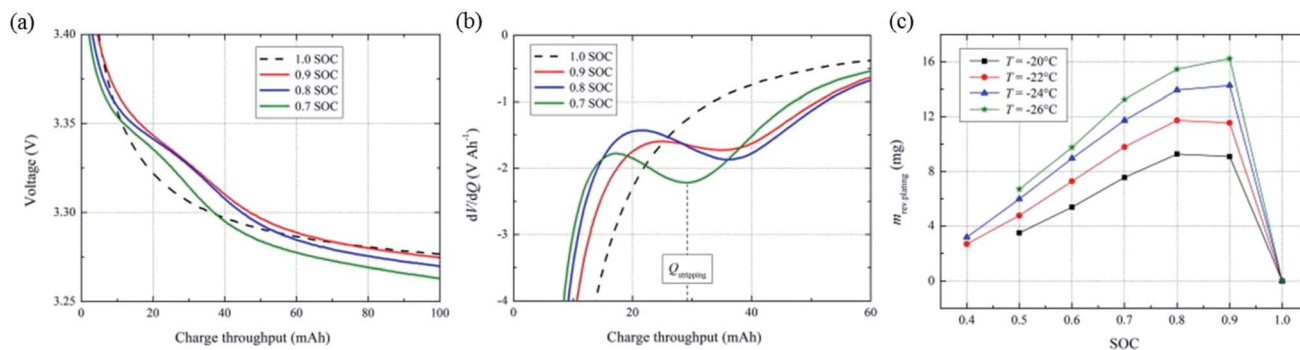 (a)
3.40
3.35
3.30
3.25
Voltage (V)
1.0 SOC
0.9 SOC
0.8 SOC
0.7 SOC
0
20
40
60
80
100
Charge throughput (mAh)
(b)
0
-1
-2
-3
-4
dV/dQ (V Ah⁻¹)
1.0 SOC
0.9 SOC
0.8 SOC
0.7 SOC
Qstripping
0
20
40
60
Charge throughput (mAh)
(c)
16
12
8
4
0
mrev plating (mg)
T = -20°C
T = -22°C
T = -24°C
T = -26°C
0.4
0.5
0.6
0.7
0.8
0.9
1.0
SOC